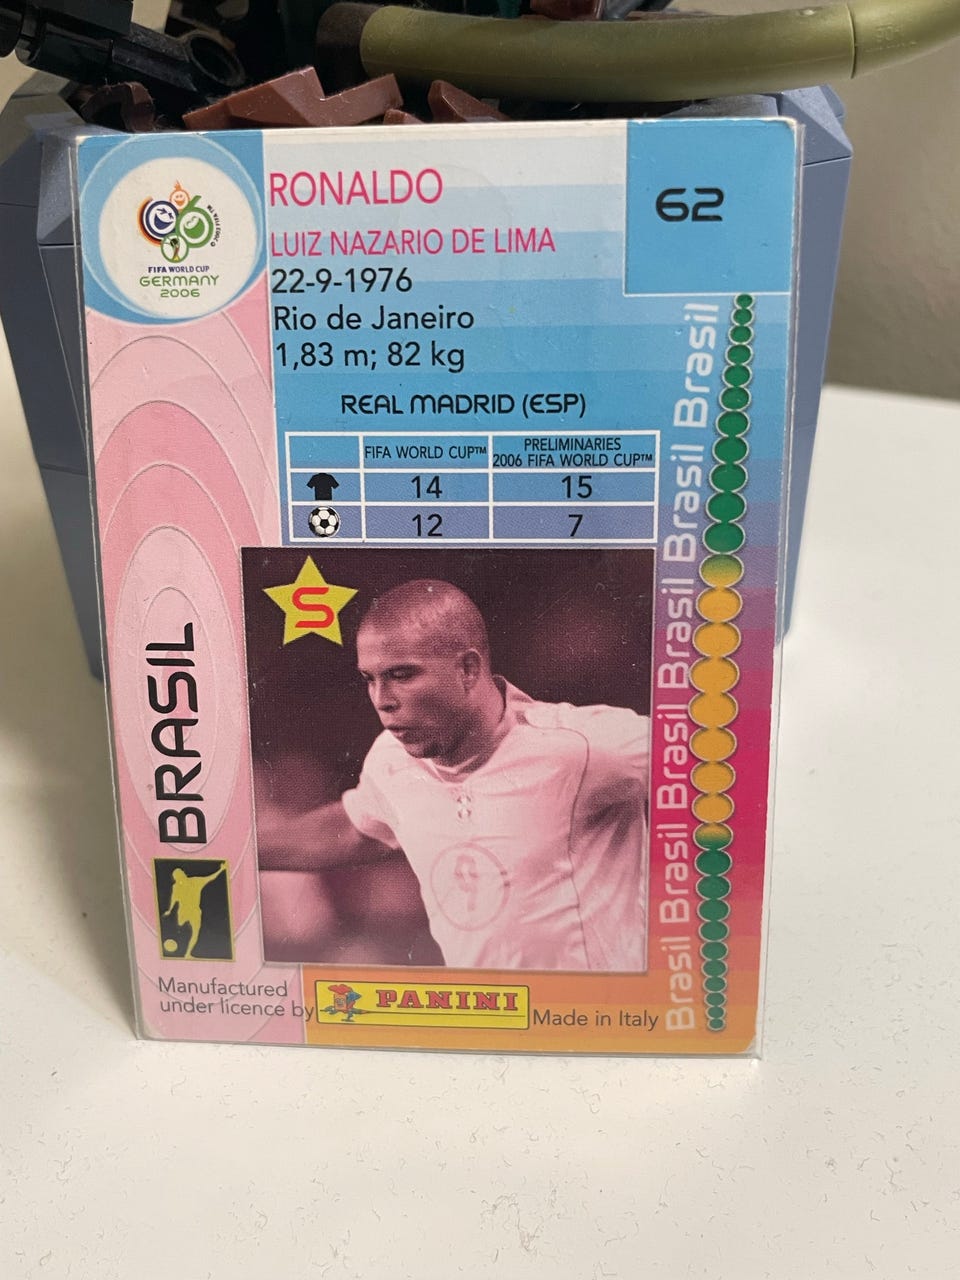 FIFA WORLD CUP
GERMANY
2006
RONALDO
LUIZ NAZARIO DE LIMA
22-9-1976
Rio de Janeiro
1,83 m; 82 kg
REAL MADRID (ESP)
62
FIFA WORLD CUP™
PRELIMINARIES
2006 FIFA WORLD CUP™
14 15
12 7
S
9
BRASIL
Brasil Brasil Brasil Brasil Brasil Brasil Brasil
Manufactured
under licence by
PANINI
Made in Italy